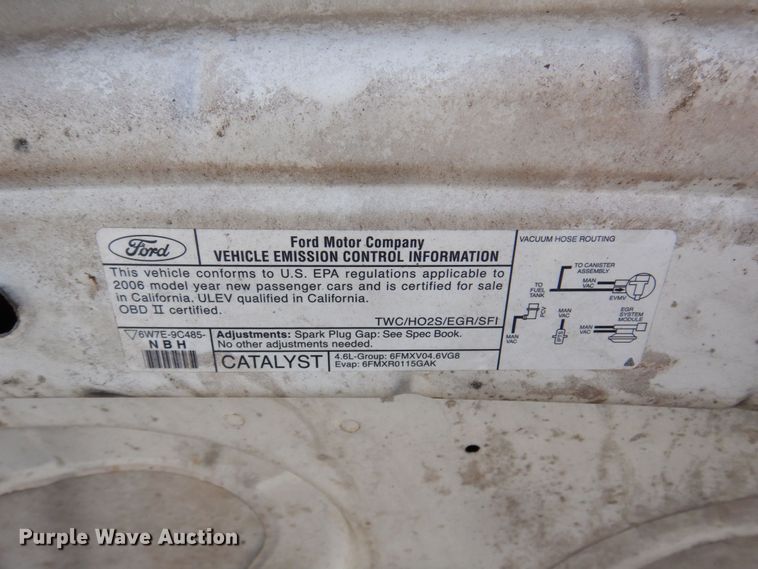 Ford
Ford Motor Company
VEHICLE EMISSION CONTROL INFORMATION
This vehicle conforms to U.S. EPA regulations applicable to
2006 model year new passenger cars and is certified for sale
in California. ULEV qualified in California.
OBD II certified.
TWC/HO2S/EGR/SFI
6W7E-9C485-
NBH
Adjustments: Spark Plug Gap: See Spec Book.
No other adjustments needed.
CATALYST
4.6L-Group: 6FMXV04.6VG8
Evap: 6FMXR0115GAK
VACUUM HOSE ROUTING
TO CANISTER
ASSEMBLY
MAN
VAC
EVMV
TO
FUEL
TANK
PCV
MAN
VAC
MAN
VAC
EGR
SYSTEM
MODULE
MAN
VAC
Purple Wave Auction